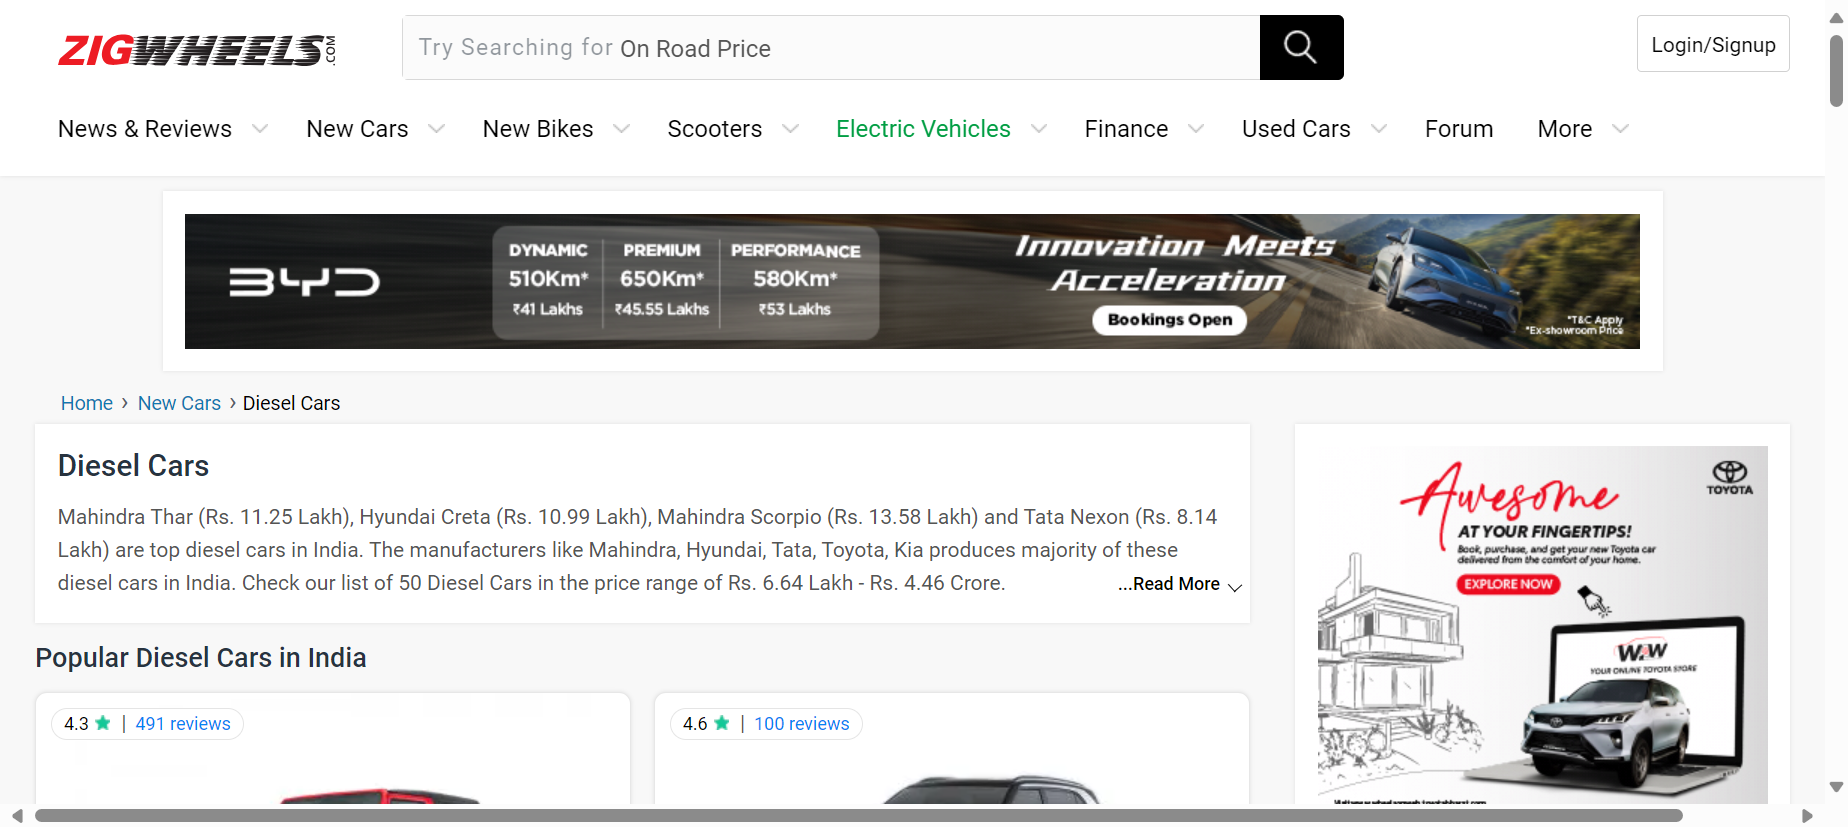 ZIGWHEELS.COM
Try Searching for On Road Price
Login/Signup
News & Reviews New Cars New Bikes Scooters Electric Vehicles Finance Used Cars Forum More
BYD
DYNAMIC
510Km*
₹41 Lakhs
PREMIUM
650Km*
₹45.55 Lakhs
PERFORMANCE
580Km*
₹53 Lakhs
Innovation Meets
Acceleration
Bookings Open
*T&C Apply
*Ex-showroom Price
Home › New Cars › Diesel Cars
Diesel Cars
Mahindra Thar (Rs. 11.25 Lakh), Hyundai Creta (Rs. 10.99 Lakh), Mahindra Scorpio (Rs. 13.58 Lakh) and Tata Nexon (Rs. 8.14
Lakh) are top diesel cars in India. The manufacturers like Mahindra, Hyundai, Tata, Toyota, Kia produces majority of these
diesel cars in India. Check our list of 50 Diesel Cars in the price range of Rs. 6.64 Lakh - Rs. 4.46 Crore.
...Read More
Popular Diesel Cars in India
4.3 ★ | 491 reviews
4.6 ★ | 100 reviews
TOYOTA
Awesome
AT YOUR FINGERTIPS!
Book, purchase, and get your new Toyota car
delivered from the comfort of your home.
EXPLORE NOW
WOW
YOUR ONLINE TOYOTA STORE